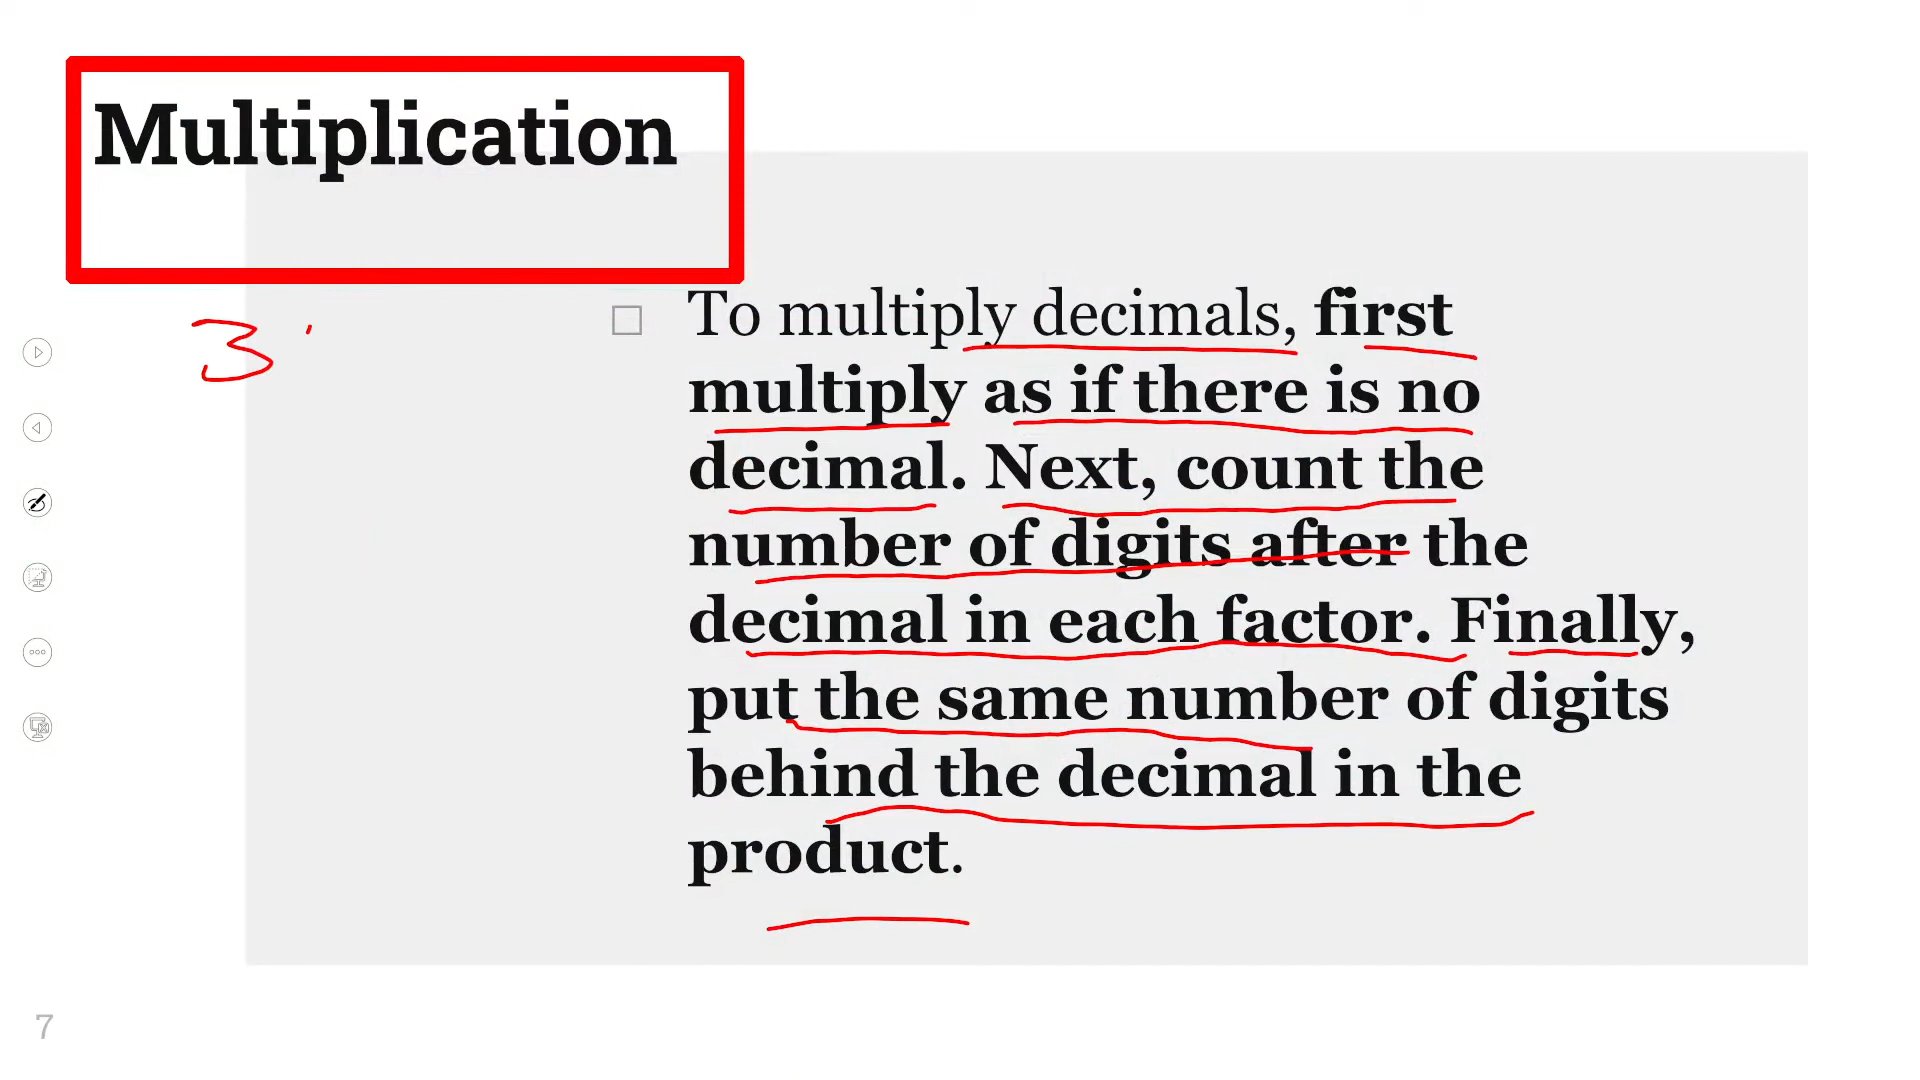 Multiplication
3
To multiply decimals, first
multiply as if there is no
decimal. Next, count the
number of digits after the
decimal in each factor. Finally,
put the same number of digits
behind the decimal in the
product.
7